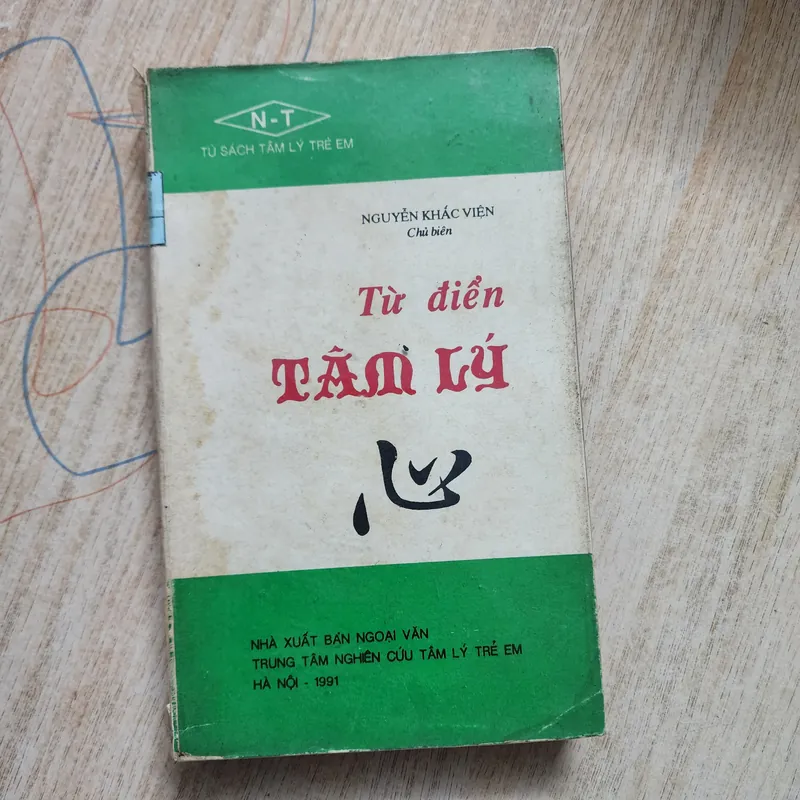 N-T
TỦ SÁCH TÂM LÝ TRẺ EM
NGUYỄN KHẮC VIỆN
Chủ biên
Từ điển
TÂM LÝ
心
NHÀ XUẤT BẢN NGOẠI VĂN
TRUNG TÂM NGHIÊN CỨU TÂM LÝ TRẺ EM
HÀ NỘI - 1991